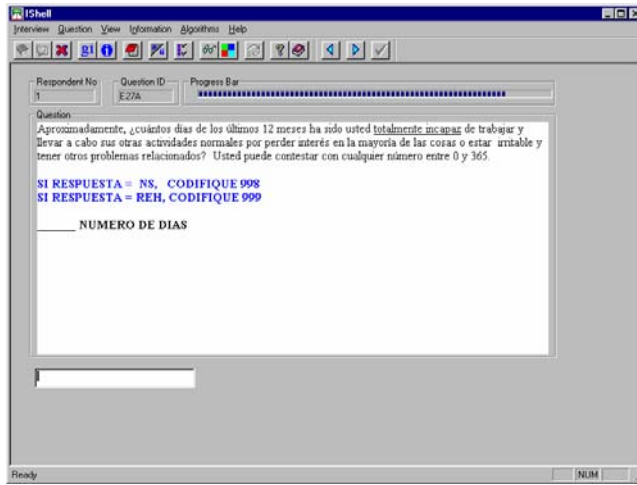 IShell
Interview Question View Information Algorithms Help
Respondent No
1
Question ID
E27A
Progress Bar
Question
Aproximadamente, ¿cuántos días de los últimos 12 meses ha sido usted totalmente incapaz de trabajar y
llevar a cabo sus otras actividades normales por perder interés en la mayoría de las cosas o estar irritable y
tener otros problemas relacionados? Usted puede contestar con cualquier número entre 0 y 365.
SI RESPUESTA = NS, CODIFIQUE 998
SI RESPUESTA = REH, CODIFIQUE 999
______ NUMERO DE DIAS
Ready
NUM